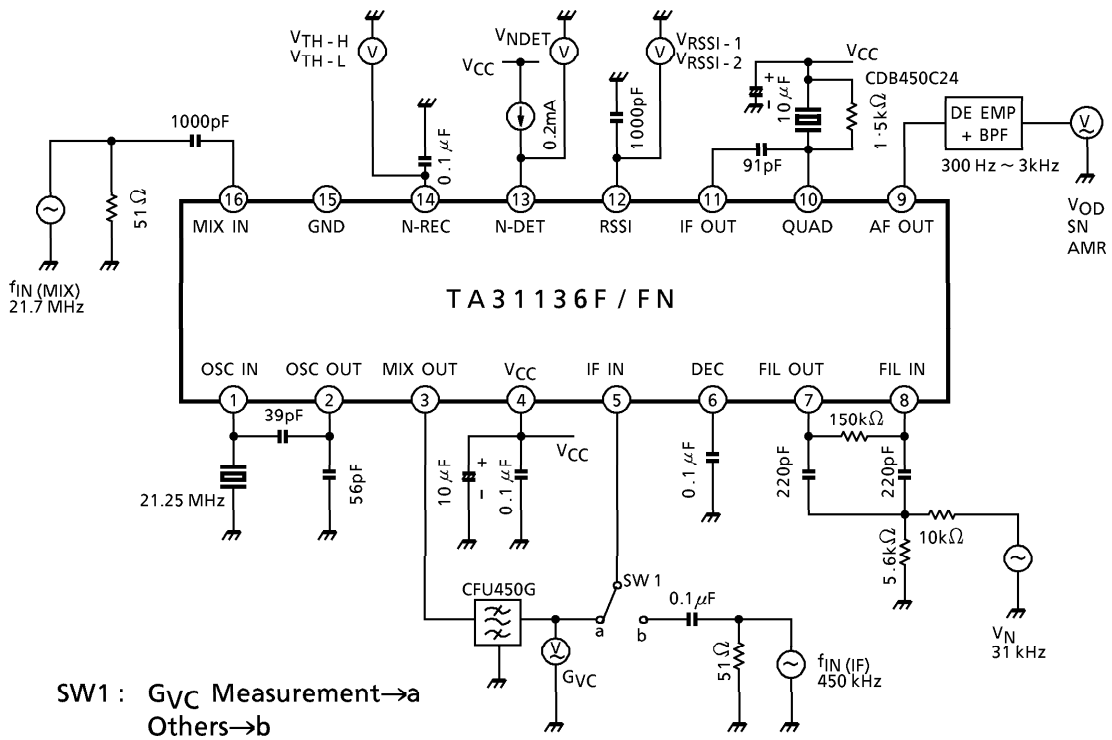 VTH - H
VTH - L
VNDET
VCC
V
V
V
VRSSI - 1
VRSSI - 2
VCC
CDB450C24
1000pF
0.1 μF
0.2mA
1000pF
+
−
10 μF
1·5kΩ
DE EMP
+ BPF
300 Hz ~ 3kHz
V
VOD
SN
AMR
91pF
51Ω
fIN (MIX)
21.7 MHz
16 15 14 13 12 11 10 9
MIX IN GND N-REC N-DET RSSI IF OUT QUAD AF OUT
TA31136F / FN
OSC IN OSC OUT MIX OUT VCC IF IN DEC FIL OUT FIL IN
1 2 3 4 5 6 7 8
39pF
150kΩ
21.25 MHz
56pF
10 μF
+
−
0.1 μF
VCC
0.1 μF
220pF
220pF
10kΩ
5.6kΩ
VN
31 kHz
CFU450G
SW 1
a
b
0.1μF
V
GVC
51Ω
fIN (IF)
450 kHz
SW1 : GVC Measurement→a
Others→b